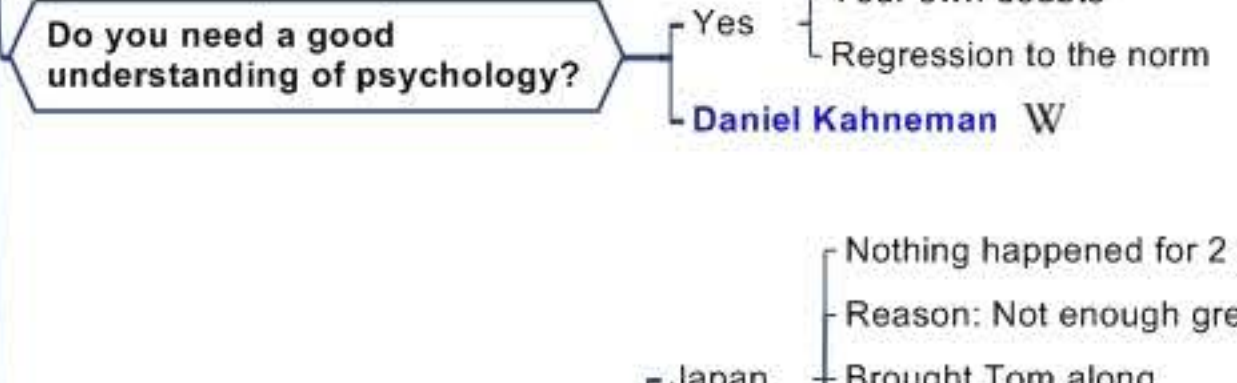 Do you need a good
understanding of psychology?
Yes
Regression to the norm
Daniel Kahneman W
Nothing happened for 2
Reason: Not enough
Japan
Brought Tom along